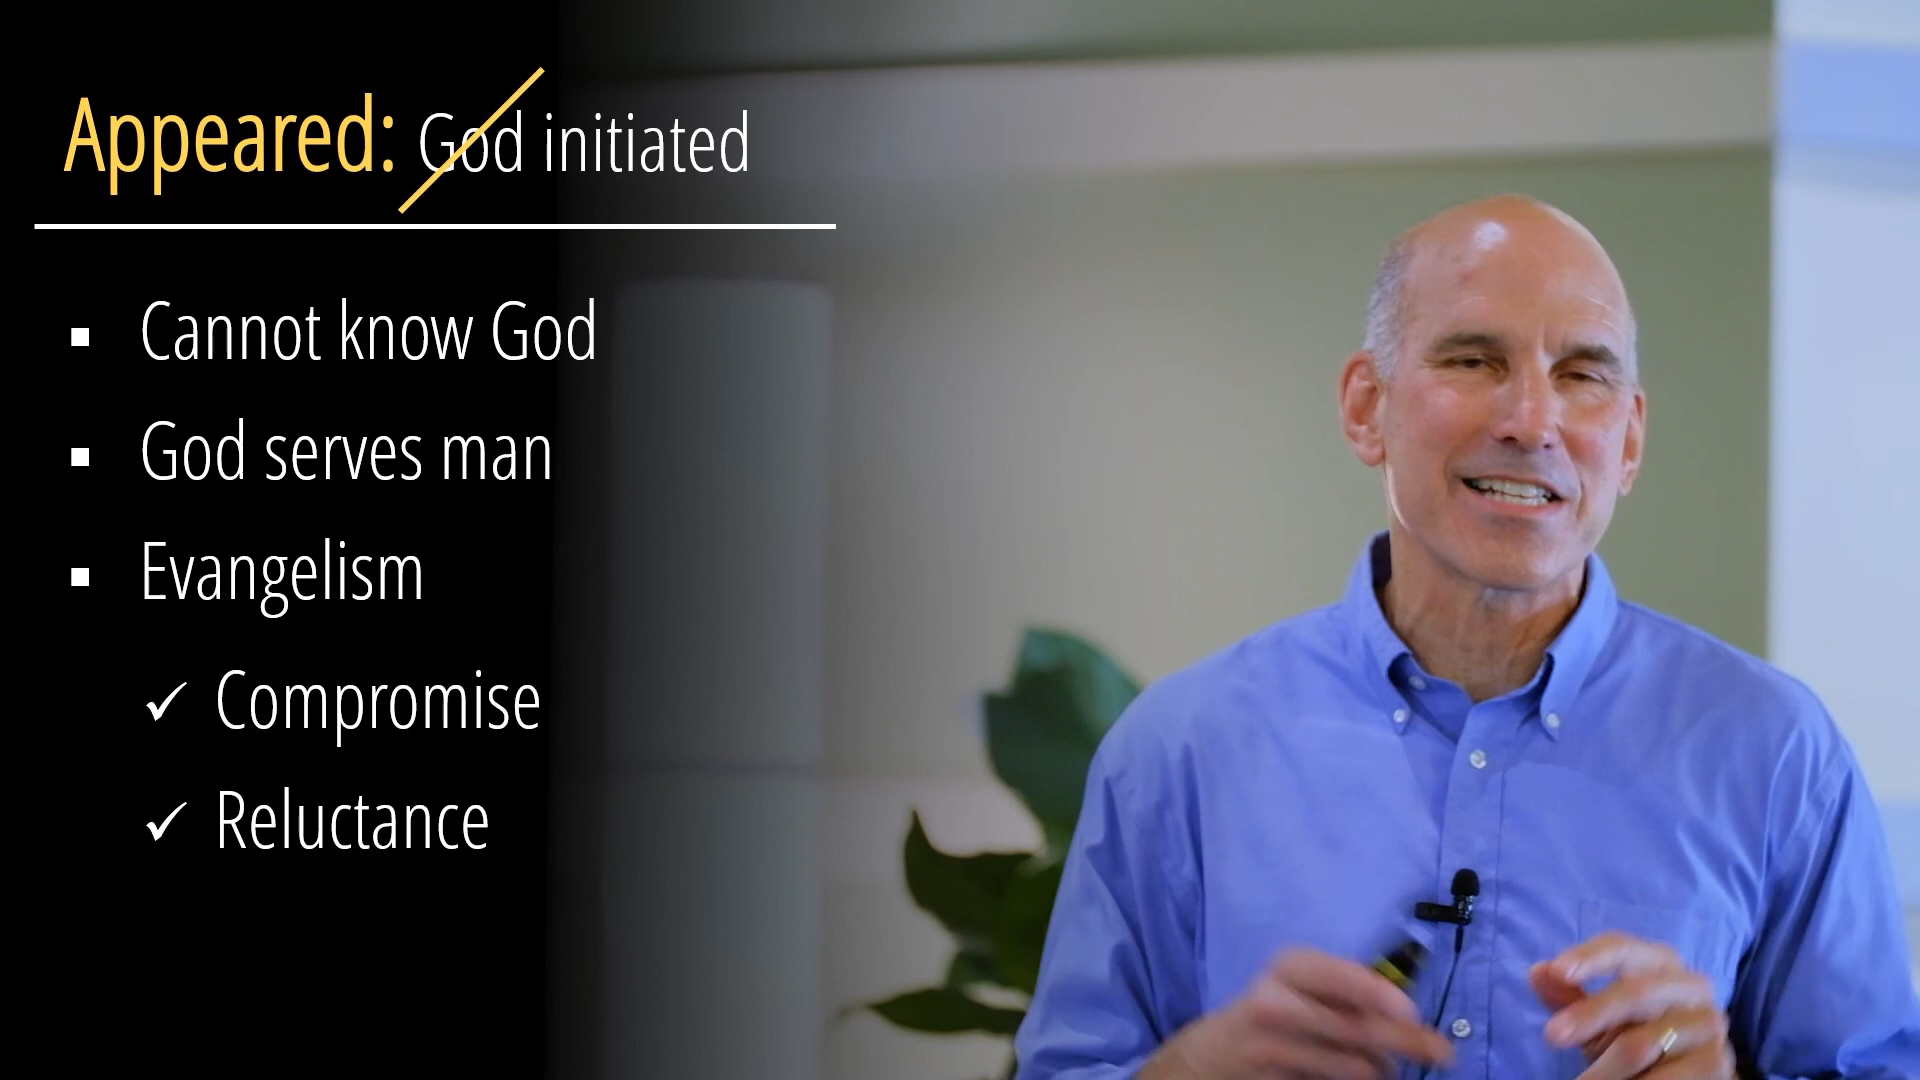 Appeared: God initiated
Cannot know God
God serves man
Evangelism
Compromise
Reluctance